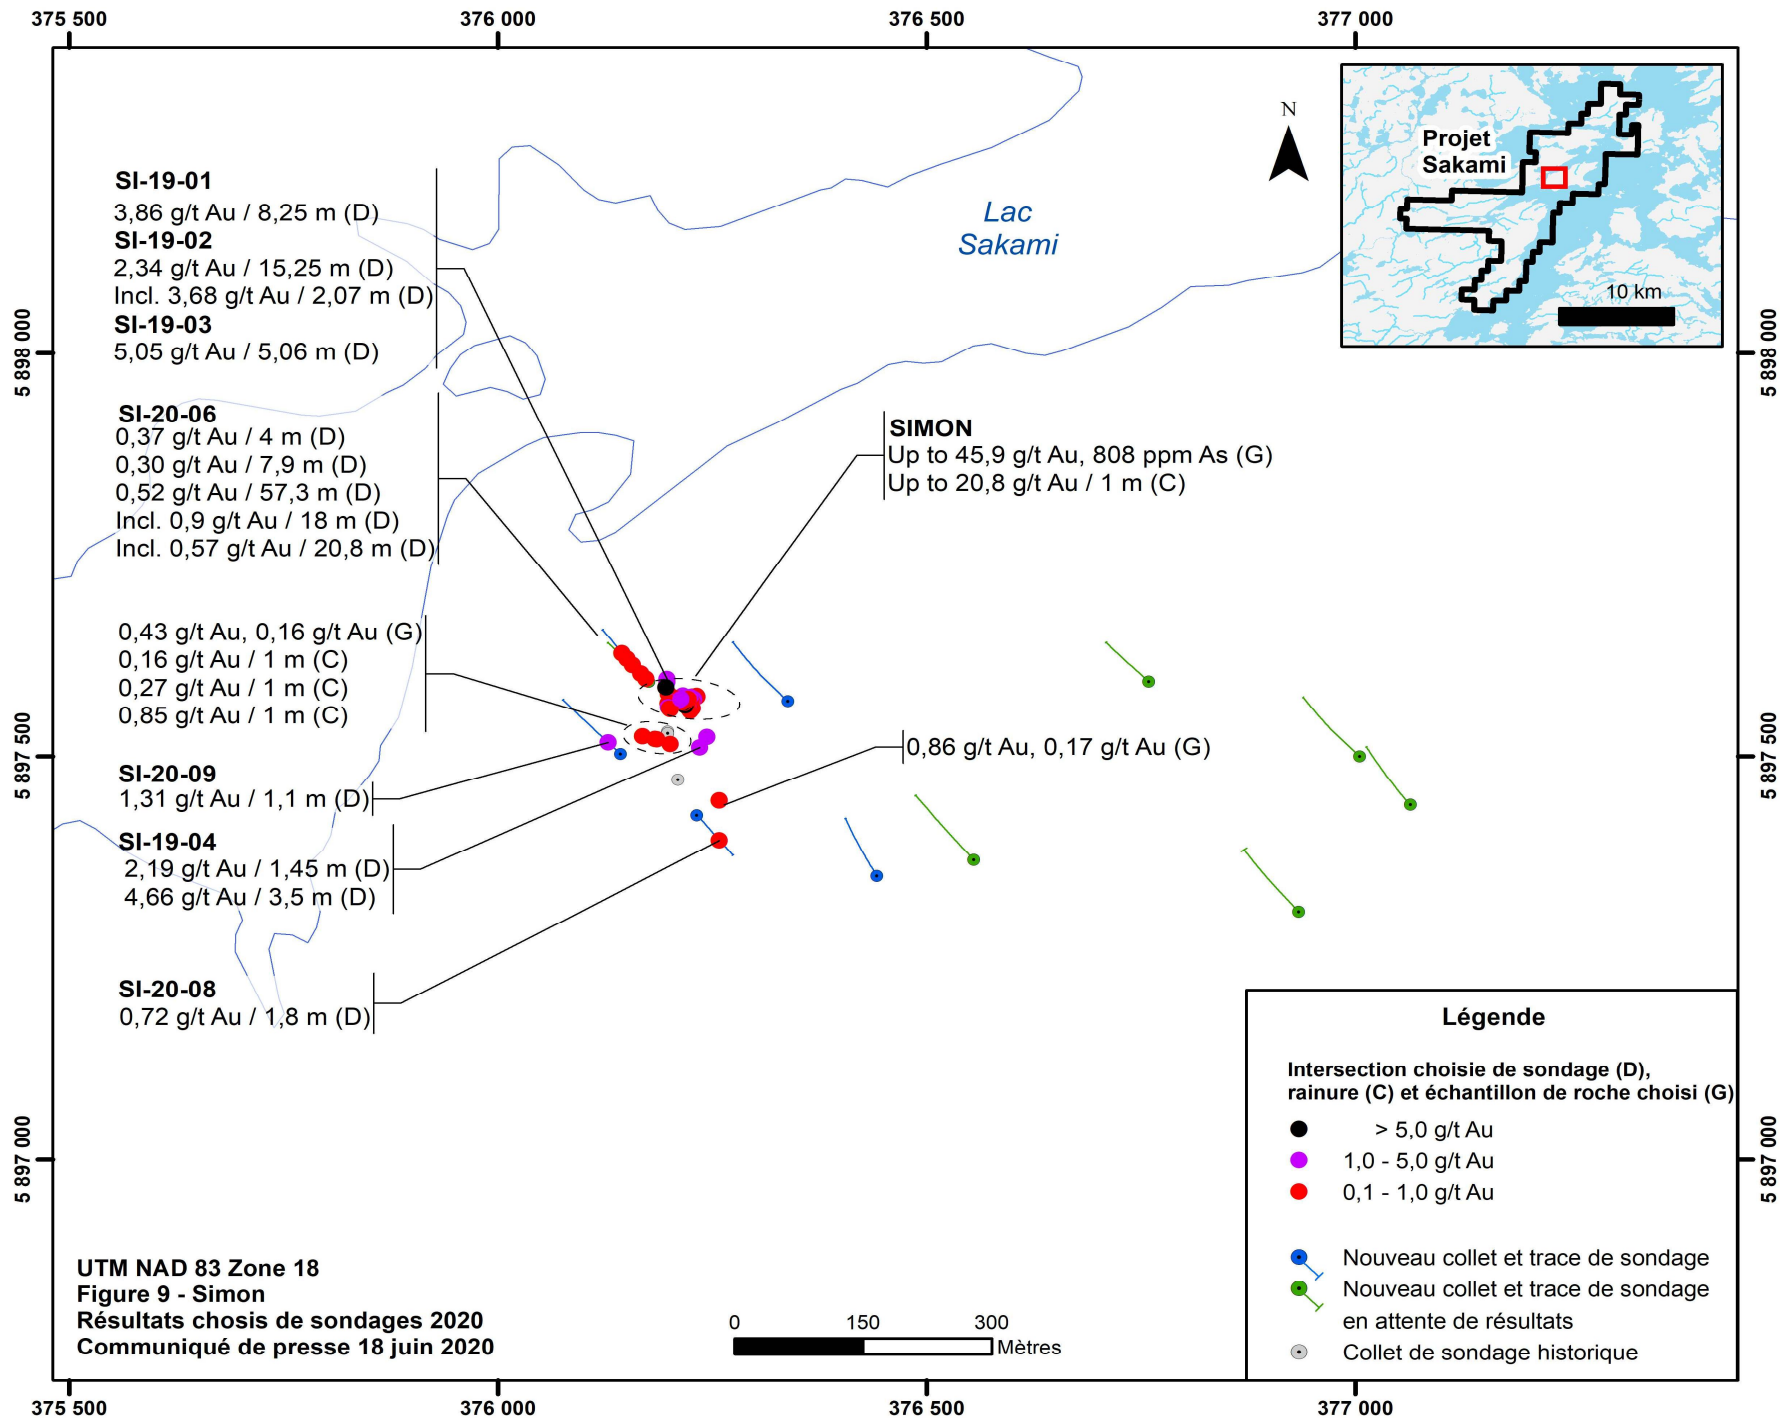 375 500
376 000
376 500
377 000
N
Projet
Sakami
10 km
Lac
Sakami
SI-19-01
3,86 g/t Au / 8,25 m (D)
SI-19-02
2,34 g/t Au / 15,25 m (D)
Incl. 3,68 g/t Au / 2,07 m (D)
SI-19-03
5,05 g/t Au / 5,06 m (D)
5 898 000
5 898 000
SI-20-06
0,37 g/t Au / 4 m (D)
0,30 g/t Au / 7,9 m (D)
0,52 g/t Au / 57,3 m (D)
Incl. 0,9 g/t Au / 18 m (D)
Incl. 0,57 g/t Au / 20,8 m (D)
SIMON
Up to 45,9 g/t Au, 808 ppm As (G)
Up to 20,8 g/t Au / 1 m (C)
0,43 g/t Au, 0,16 g/t Au (G)
0,16 g/t Au / 1 m (C)
0,27 g/t Au / 1 m (C)
0,85 g/t Au / 1 m (C)
5 897 500
5 897 500
0,86 g/t Au, 0,17 g/t Au (G)
SI-20-09
1,31 g/t Au / 1,1 m (D)
SI-19-04
2,19 g/t Au / 1,45 m (D)
4,66 g/t Au / 3,5 m (D)
SI-20-08
0,72 g/t Au / 1,8 m (D)
5 897 000
5 897 000
Légende
Intersection choisie de sondage (D),
rainure (C) et échantillon de roche choisi (G)
> 5,0 g/t Au
1,0 - 5,0 g/t Au
0,1 - 1,0 g/t Au
Nouveau collet et trace de sondage
Nouveau collet et trace de sondage
en attente de résultats
Collet de sondage historique
UTM NAD 83 Zone 18
Figure 9 - Simon
Résultats chosis de sondages 2020
Communiqué de presse 18 juin 2020
0 150 300
Mètres
375 500
376 000
376 500
377 000